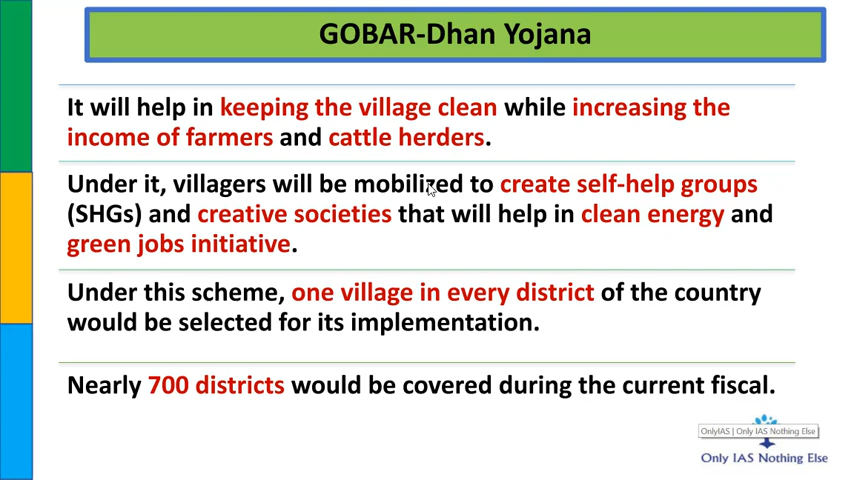 GOBAR-Dhan Yojana
It will help in keeping the village clean while increasing the
income of farmers and cattle herders.
Under it, villagers will be mobilized to create self-help groups
(SHGs) and creative societies that will help in clean energy and
green jobs initiative.
Under this scheme, one village in every district of the country
would be selected for its implementation.
Nearly 700 districts would be covered during the current fiscal.
OnlyIAS | Only IAS Nothing Else
Only IAS Nothing Else